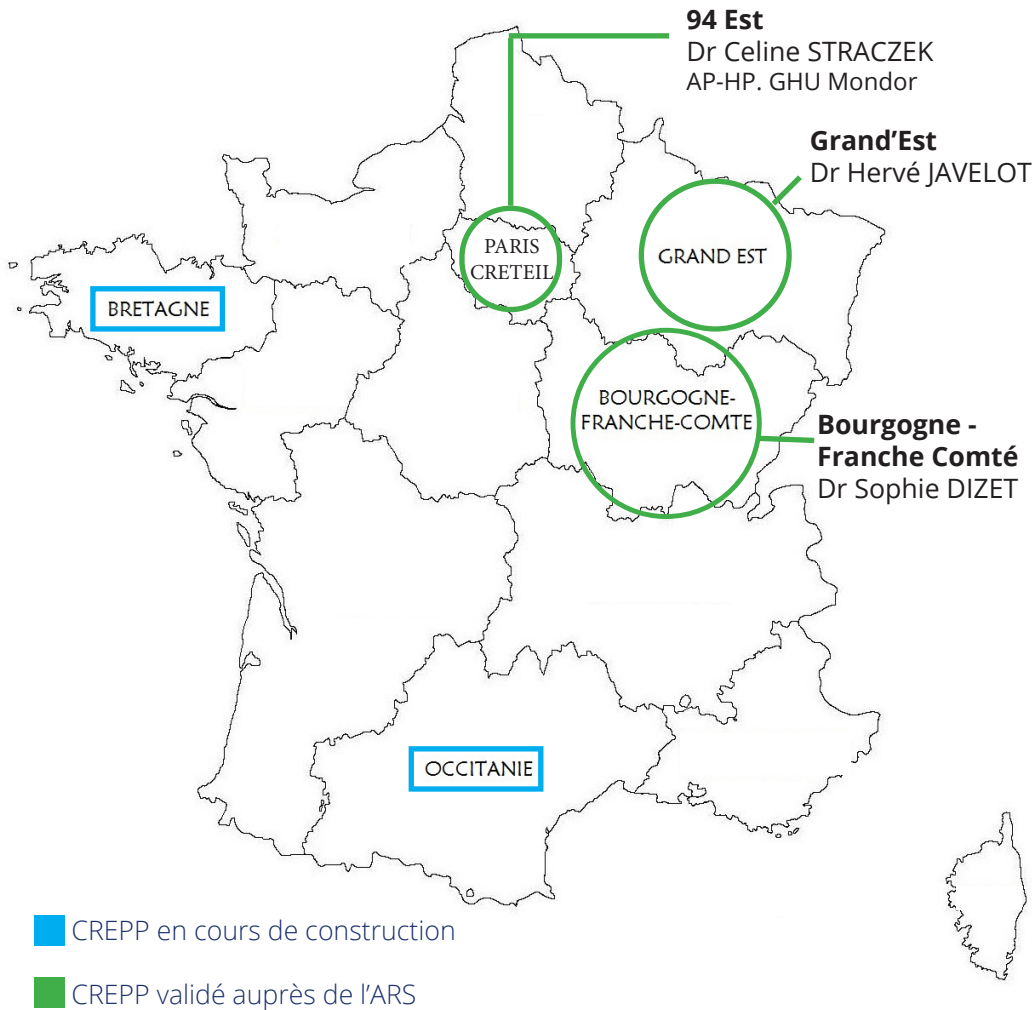 94 Est
Dr Celine STRACZEK
AP-HP. GHU Mondor
Grand’Est
Dr Hervé JAVELOT
PARIS
CRETEIL
GRAND EST
BRETAGNE
BOURGOGNE-
FRANCHE-COMTE
Bourgogne -
Franche Comté
Dr Sophie DIZET
OCCITANIE
CREPP en cours de construction
CREPP validé auprès de l’ARS